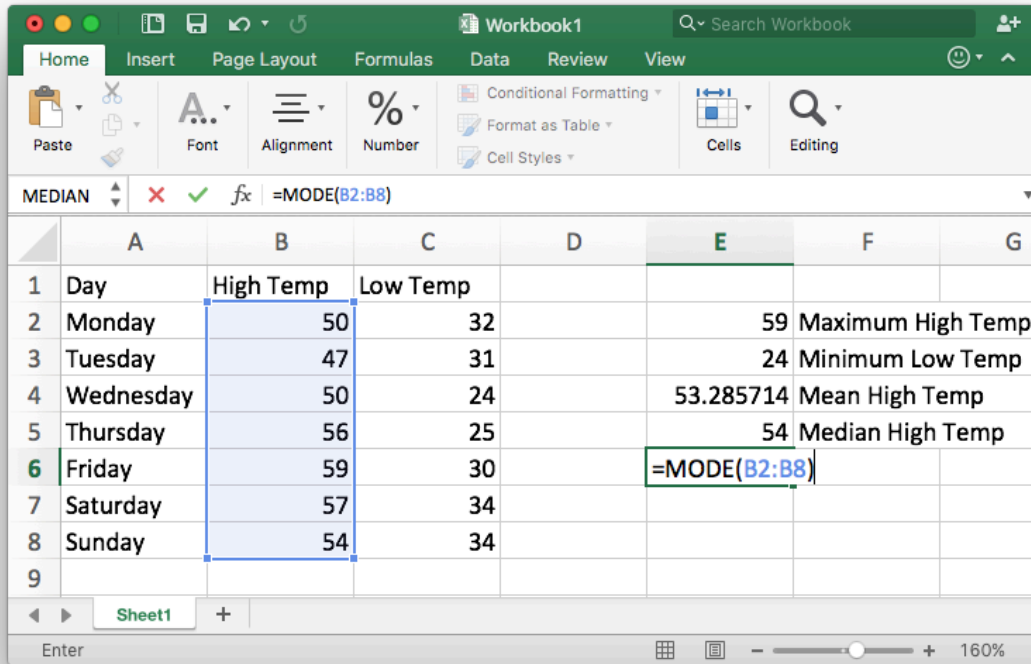 Workbook1
Search Workbook
Home Insert Page Layout Formulas Data Review View
Paste
A... Font
Alignment
% Number
Conditional Formatting
Format as Table
Cell Styles
Cells
Editing
MEDIAN fx =MODE(B2:B8)
A B C D E F G
1 Day High Temp Low Temp
2 Monday 50 32 59 Maximum High Temp
3 Tuesday 47 31 24 Minimum Low Temp
4 Wednesday 50 24 53.285714 Mean High Temp
5 Thursday 56 25 54 Median High Temp
6 Friday 59 30 =MODE(B2:B8)
7 Saturday 57 34
8 Sunday 54 34
9
Sheet1 +
Enter − + 160%